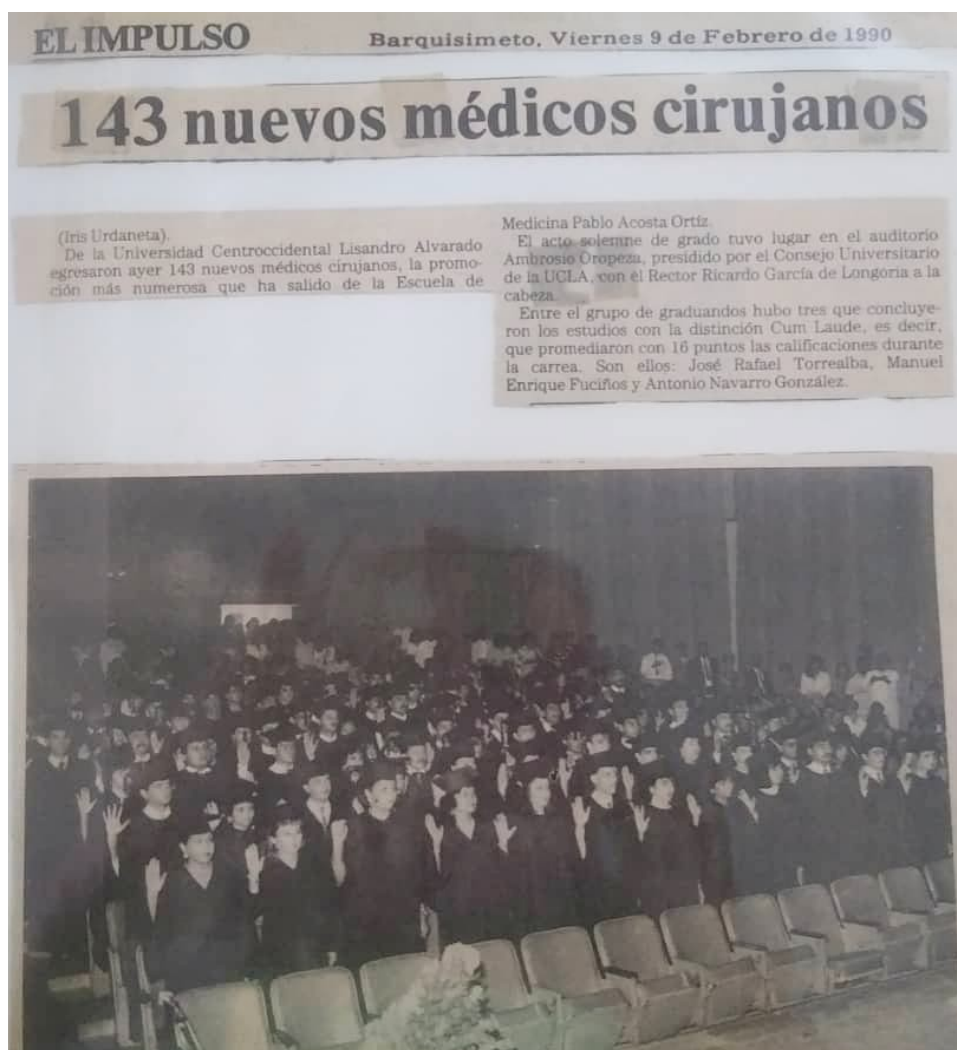 EL IMPULSO
Barquisimeto, Viernes 9 de Febrero de 1990
143 nuevos médicos cirujanos
(Iris Urdaneta).
De la Universidad Centroccidental Lisandro Alvarado
egresaron ayer 143 nuevos médicos cirujanos, la promo-
ción más numerosa que ha salido de la Escuela de
Medicina Pablo Acosta Ortiz.
El acto solemne de grado tuvo lugar en el auditorio
Ambrosio Oropeza, presidido por el Consejo Universitario
de la UCLA, con el Rector Ricardo García de Longoria a la
cabeza.
Entre el grupo de graduandos hubo tres que concluye-
ron los estudios con la distinción Cum Laude, es decir,
que promediaron con 16 puntos las calificaciones durante
la carrea. Son ellos: José Rafael Torrealba, Manuel
Enrique Fuciños y Antonio Navarro González.